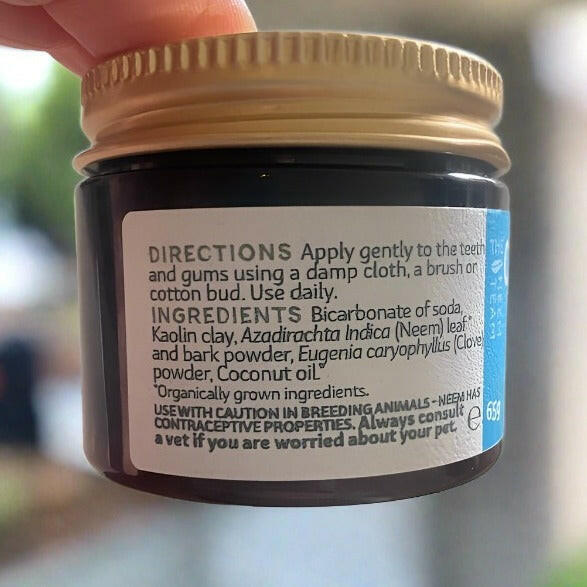 DIRECTIONS Apply gently to the teeth
and gums using a damp cloth, a brush or
cotton bud. Use daily.
INGREDIENTS Bicarbonate of soda,
Kaolin clay, Azadirachta Indica (Neem) leaf*
and bark powder, Eugenia caryophyllus (Clove)
powder, Coconut oil.*
*Organically grown ingredients.
USE WITH CAUTION IN BREEDING ANIMALS - NEEM HAS
CONTRACEPTIVE PROPERTIES. Always consult
a vet if you are worried about your pet.
e 65g
THE
NEEM
TEAM